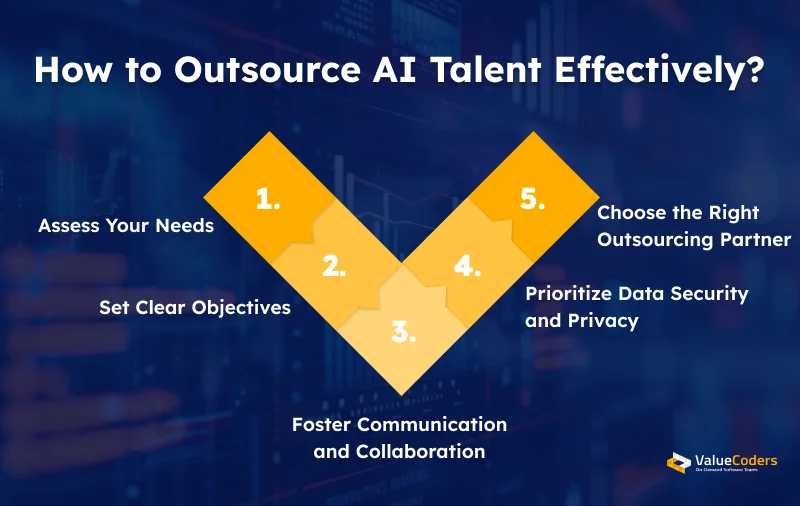 How to Outsource AI Talent Effectively?
1.
Assess Your Needs
2.
Set Clear Objectives
3.
Foster Communication
and Collaboration
4.
Prioritize Data Security
and Privacy
5.
Choose the Right
Outsourcing Partner
ValueCoders
On Demand Software Teams